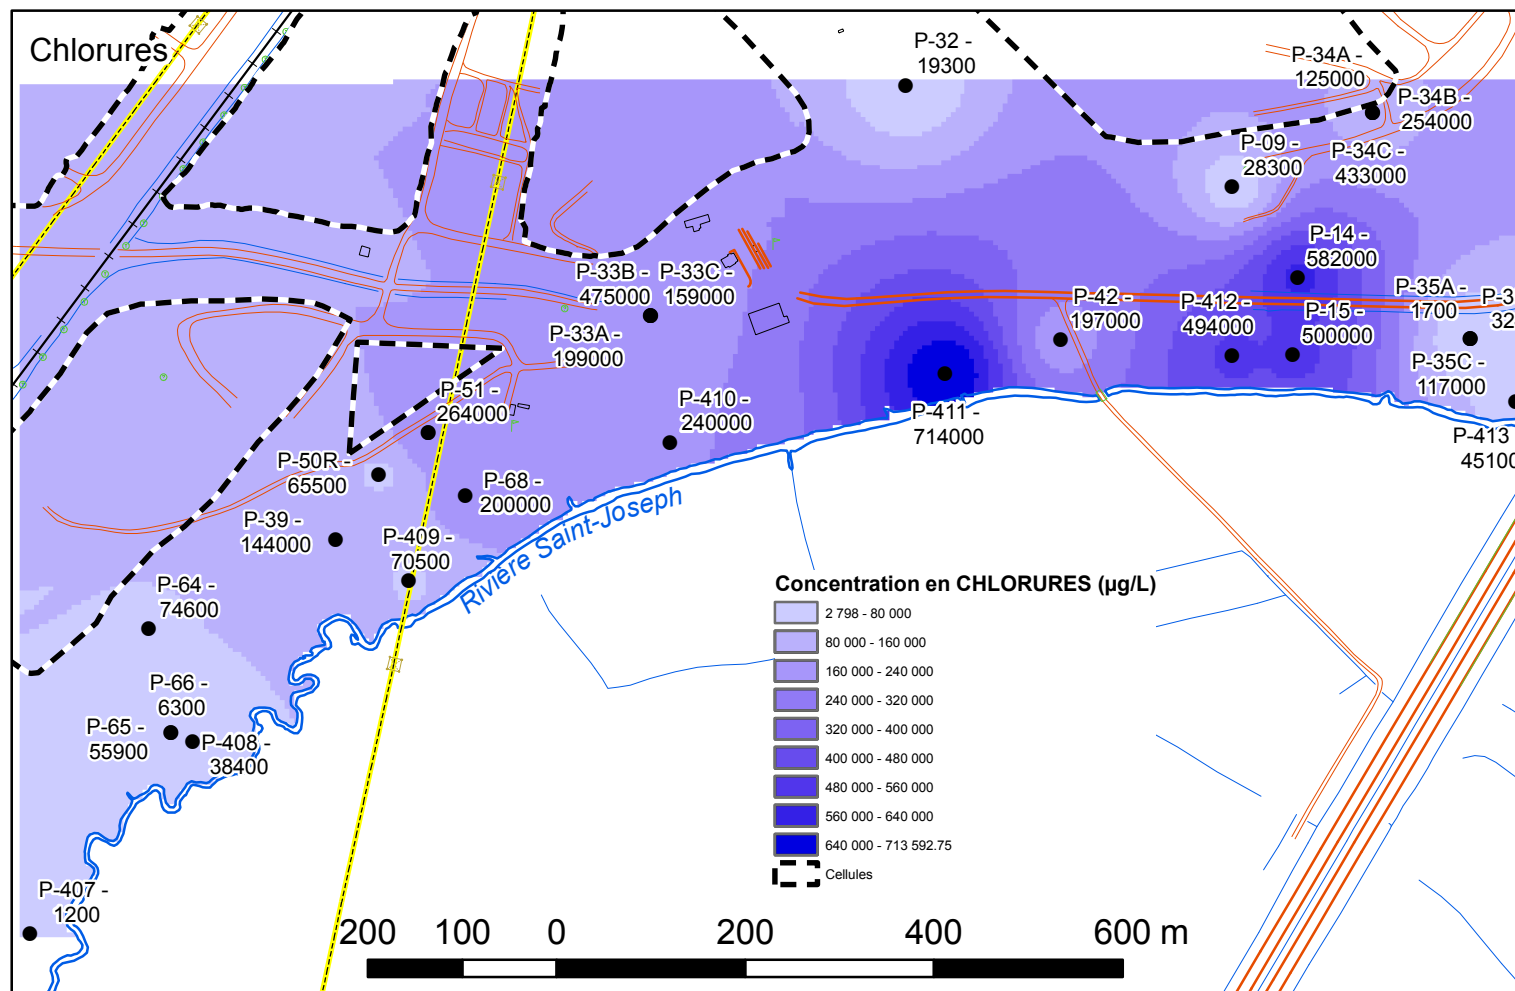 Chlorures
P-32 -
19300
P-34A -
125000
P-34B -
254000
P-09 -
28300
P-34C -
433000
P-14 -
582000
P-33B -
475000
P-33C -
159000
P-33A -
199000
P-42 -
197000
P-412 -
494000
P-35A -
1700
P-15 -
500000
P-3
32
P-35C -
117000
P-51 -
264000
P-410 -
240000
P-411 -
714000
P-413
45100
P-50R -
65500
P-68 -
200000
P-39 -
144000
P-409 -
70500
Rivière Saint-Joseph
P-64 -
74600
P-66 -
6300
P-65 -
55900
P-408 -
38400
P-407 -
1200
Concentration en CHLORURES (µg/L)
2 798 - 80 000
80 000 - 160 000
160 000 - 240 000
240 000 - 320 000
320 000 - 400 000
400 000 - 480 000
480 000 - 560 000
560 000 - 640 000
640 000 - 713 592.75
Cellules
200 100 0 200 400 600 m